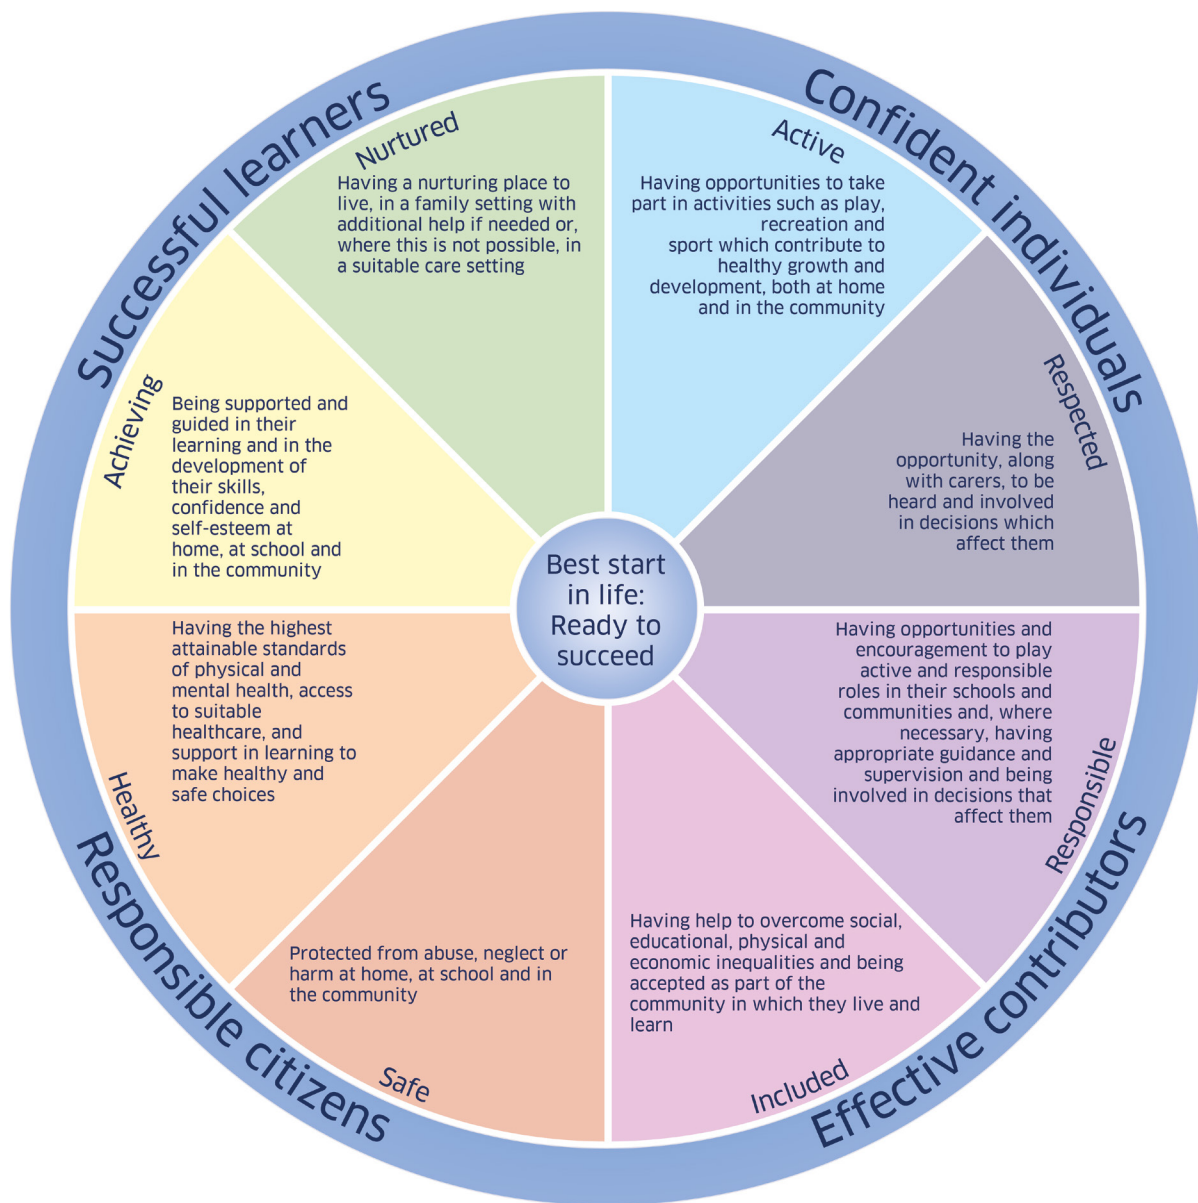 Successful learners
Confident individuals
Nurtured
Having a nurturing place to
live, in a family setting with
additional help if needed or,
where this is not possible, in
a suitable care setting
Active
Having opportunities to take
part in activities such as play,
recreation and
sport which contribute to
healthy growth and
development, both at home
and in the community
Achieving
Being supported and
guided in their
learning and in the
development of
their skills,
confidence and
self-esteem at
home, at school and
in the community
Respected
Having the
opportunity, along
with carers, to be
heard and involved
in decisions which
affect them
Best start
in life:
Ready to
succeed
Healthy
Having the highest
attainable standards
of physical and
mental health, access
to suitable
healthcare, and
support in learning to
make healthy and
safe choices
Responsible
Having opportunities and
encouragement to play
active and responsible
roles in their schools and
communities and, where
necessary, having
appropriate guidance and
supervision and being
involved in decisions that
affect them
Protected from abuse, neglect or
harm at home, at school and in
the community
Safe
Having help to overcome social,
educational, physical and
economic inequalities and being
accepted as part of the
community in which they live and
learn
Included
Responsible citizens
Effective contributors